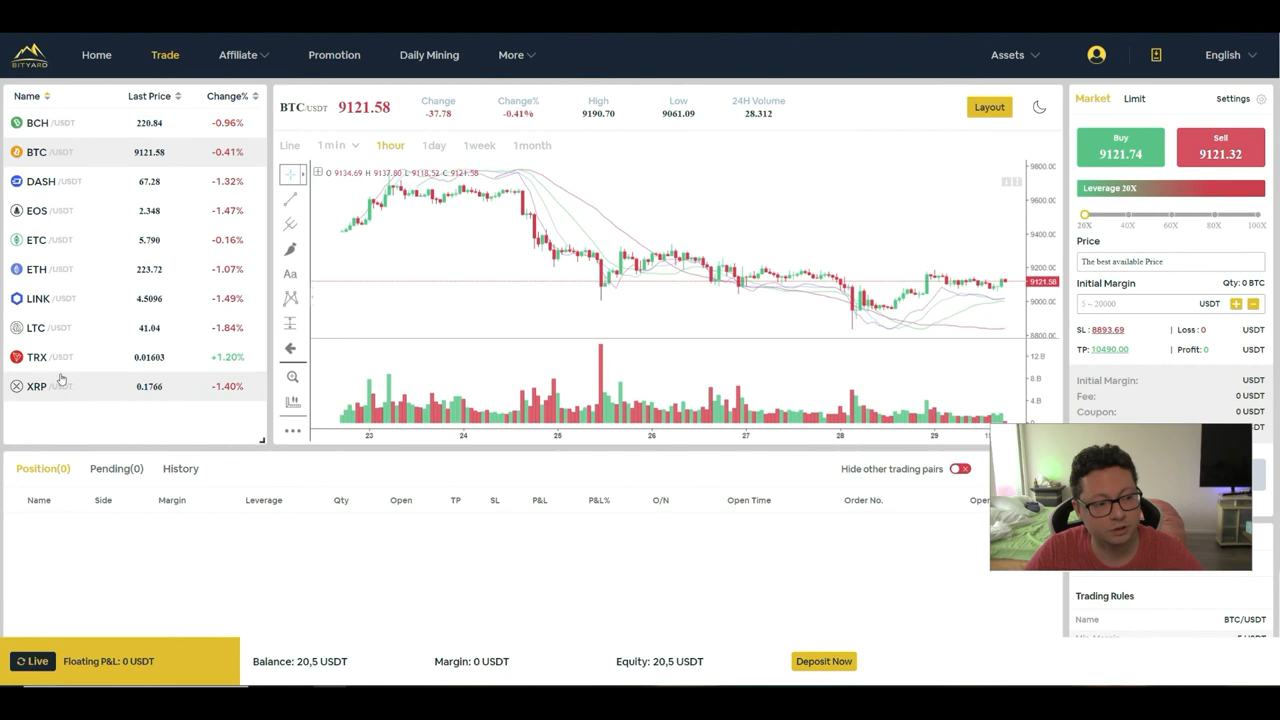 BITYARD
Home Trade Affiliate Promotion Daily Mining More Assets English
Name Last Price Change%
BCH /USDT 220.84 -0.96%
BTC /USDT 9121.58 -0.41%
DASH /USDT 67.28 -1.32%
EOS /USDT 2.348 -1.47%
ETC /USDT 5.790 -0.16%
ETH /USDT 223.72 -1.07%
LINK /USDT 4.5096 -1.49%
LTC /USDT 41.04 -1.84%
TRX /USDT 0.01603 +1.20%
XRP /USDT 0.1766 -1.40%
BTC/USDT 9121.58
Change Change% High Low 24H Volume
-37.78 -0.41% 9190.70 9061.09 28.312
Layout
Line 1 min 1hour 1day 1week 1month
O 9134.69 H 9137.80 L 9118.52 C 9121.58
Aa
9800.00
9600.00
9400.00
9200.00
9121.58
9000.00
8800.00
12 B
8 B
4 B
0
23 24 25 26 27 28 29
Market Limit Settings
Buy Sell
9121.74 9121.32
Leverage 20X
20X 40X 60X 80X 100X
Price
The best available Price
Initial Margin Qty: 0 BTC
5 ~ 20000 USDT
SL : 8893.69 | Loss : 0 USDT
TP: 10490.00 | Profit: 0 USDT
Initial Margin: USDT
Fee: 0 USDT
Coupon: 0 USDT
Trading Rules
Name BTC/USDT
5 USDT
Position(0) Pending(0) History Hide other trading pairs
Name Side Margin Leverage Qty Open TP SL P&L P&L% O/N Open Time Order No. Open
Live Floating P&L: 0 USDT Balance: 20,5 USDT Margin: 0 USDT Equity: 20,5 USDT Deposit Now